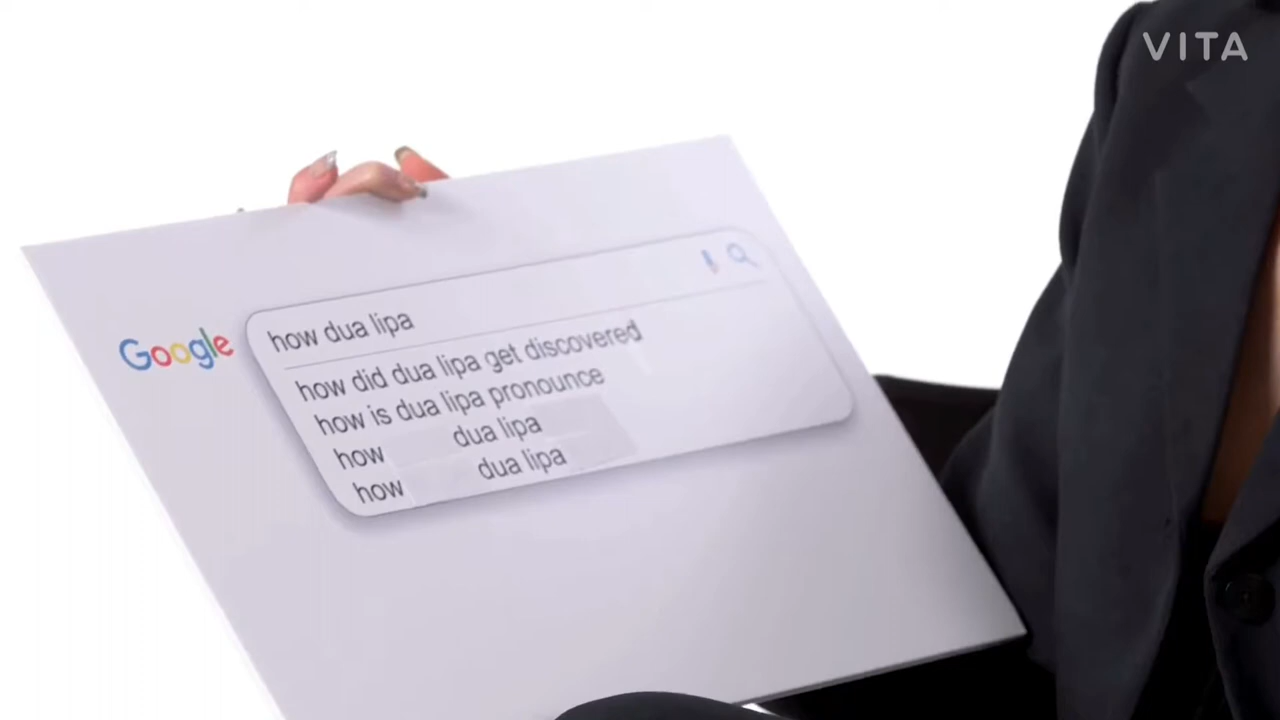 VITA
Google
how dua lipa
how did dua lipa get discovered
how is dua lipa pronounce
how dua lipa
how dua lipa